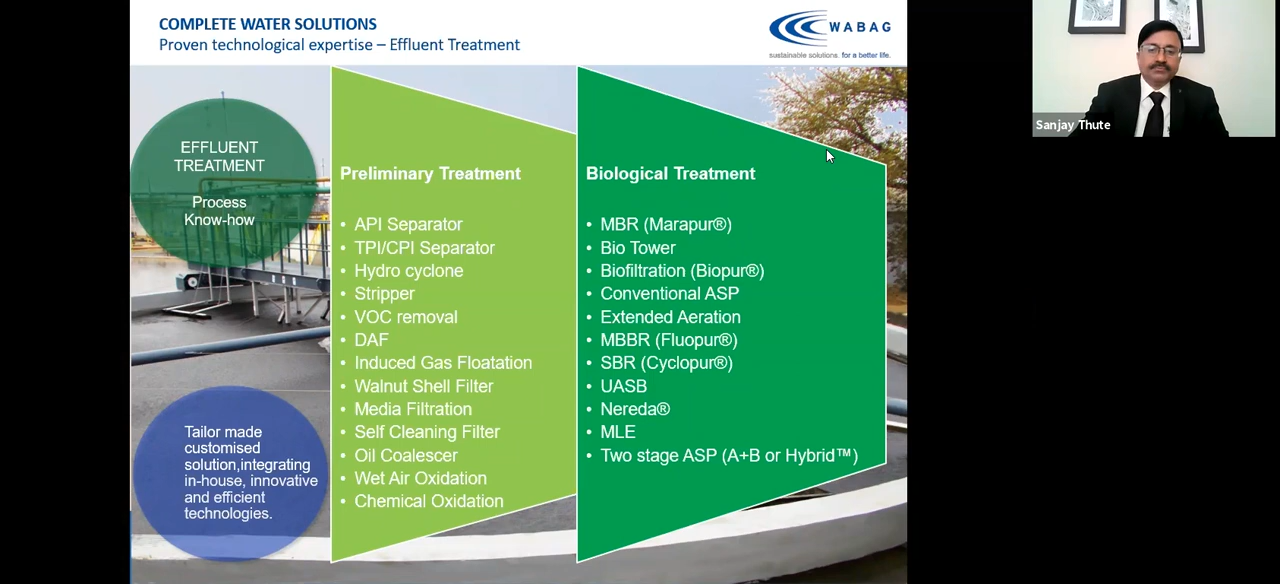 COMPLETE WATER SOLUTIONS
Proven technological expertise – Effluent Treatment
WABAG
sustainable solutions. for a better life.
EFFLUENT
TREATMENT
Process
Know-how
Tailor made
customised
solution,integrating
in-house, innovative
and efficient
technologies.
Preliminary Treatment
• API Separator
• TPI/CPI Separator
• Hydro cyclone
• Stripper
• VOC removal
• DAF
• Induced Gas Floatation
• Walnut Shell Filter
• Media Filtration
• Self Cleaning Filter
• Oil Coalescer
• Wet Air Oxidation
• Chemical Oxidation
Biological Treatment
• MBR (Marapur®)
• Bio Tower
• Biofiltration (Biopur®)
• Conventional ASP
• Extended Aeration
• MBBR (Fluopur®)
• SBR (Cyclopur®)
• UASB
• Nereda®
• MLE
• Two stage ASP (A+B or Hybrid™)
Sanjay Thute